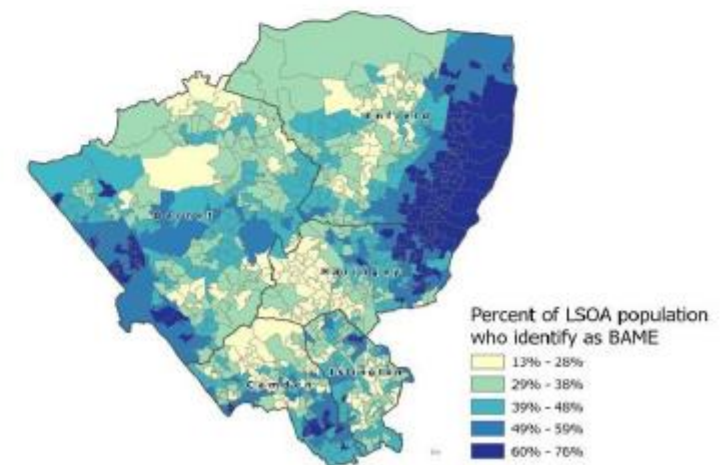 Enfield
Barnet
Haringey
Islington
Camden
Percent of LSOA population
who identify as BAME
13% - 28%
29% - 38%
39% - 48%
49% - 59%
60% - 76%